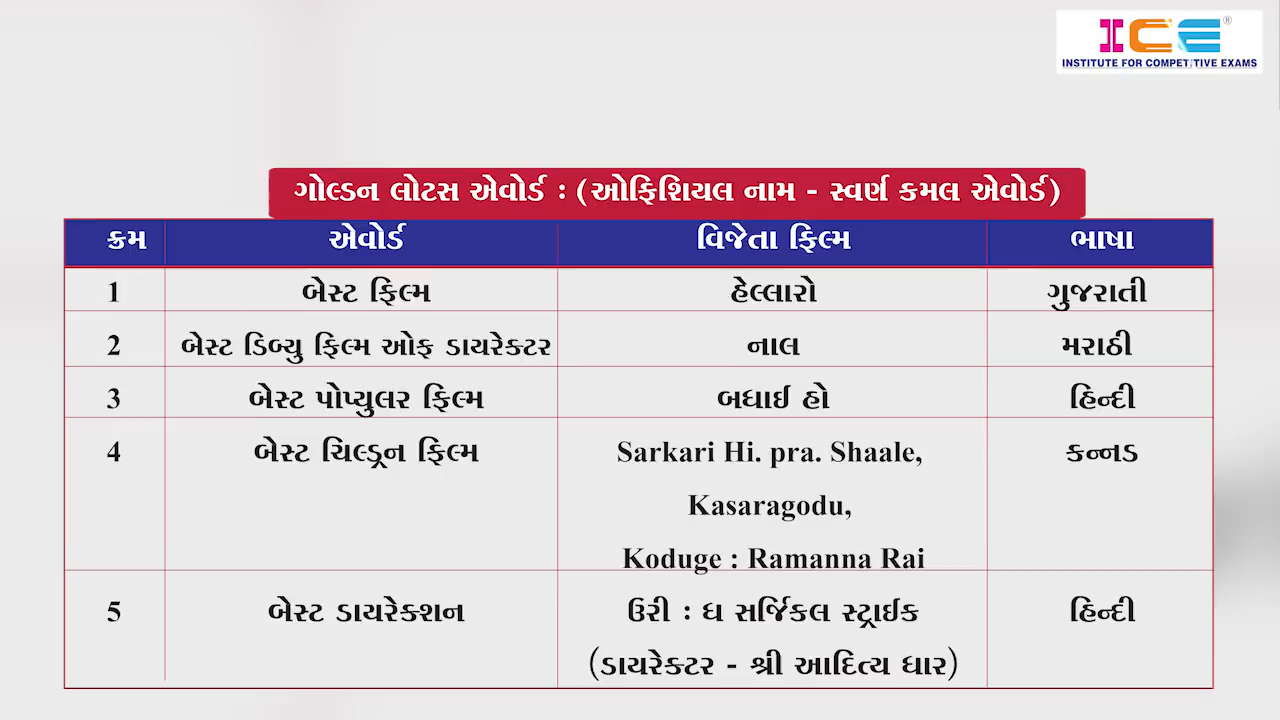 ICE®
INSTITUTE FOR COMPETITIVE EXAMS
ગોલ્ડન લોટસ એવોર્ડ : (ઓફિશિયલ નામ - સ્વર્ણ કમલ એવોર્ડ)
ક્રમ એવોર્ડ વિજેતા ફિલ્મ ભાષા
1 બેસ્ટ ફિલ્મ હેલ્લારો ગુજરાતી
2 બેસ્ટ ડિબ્યુ ફિલ્મ ઓફ ડાયરેક્ટર નાલ મરાઠી
3 બેસ્ટ પોપ્યુલર ફિલ્મ બધાઈ હો હિન્દી
4 બેસ્ટ ચિલ્ડ્રન ફિલ્મ Sarkari Hi. pra. Shaale, કન્નડ
Kasaragodu,
Koduge : Ramanna Rai
5 બેસ્ટ ડાયરેક્શન ઉરી : ધ સર્જિકલ સ્ટ્રાઈક હિન્દી
(ડાયરેક્ટર - શ્રી આદિત્ય ધાર)